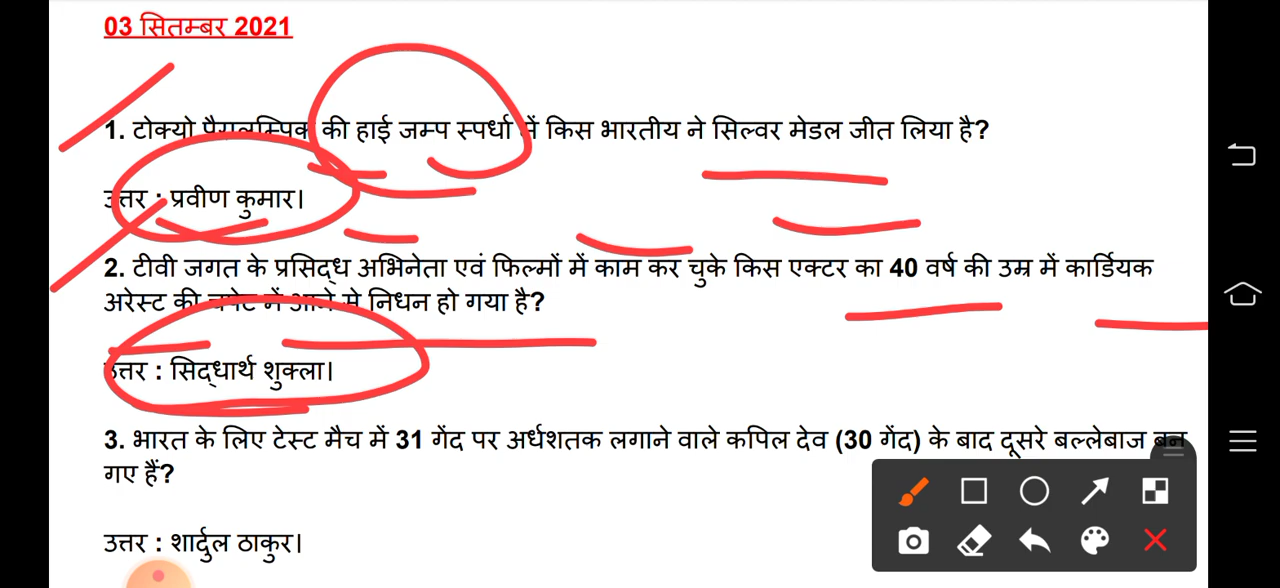 03 सितम्बर 2021
1. टोक्यो पैरालम्पिक की हाई जम्प स्पर्धा में किस भारतीय ने सिल्वर मेडल जीत लिया है?
उत्तर : प्रवीण कुमार।
2. टीवी जगत के प्रसिद्ध अभिनेता एवं फिल्मों में काम कर चुके किस एक्टर का 40 वर्ष की उम्र में कार्डियक
अरेस्ट की चपेट में आने से निधन हो गया है?
उत्तर : सिद्धार्थ शुक्ला।
3. भारत के लिए टेस्ट मैच में 31 गेंद पर अर्धशतक लगाने वाले कपिल देव (30 गेंद) के बाद दूसरे बल्लेबाज बन
गए हैं?
उत्तर : शार्दुल ठाकुर।